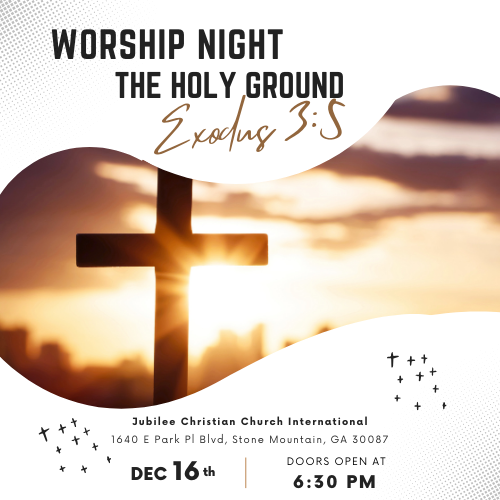 WORSHIP NIGHT
THE HOLY GROUND
Exodus 3:5
Jubilee Christian Church International
1640 E Park Pl Blvd, Stone Mountain, GA 30087
DEC 16th
DOORS OPEN AT
6:30 PM